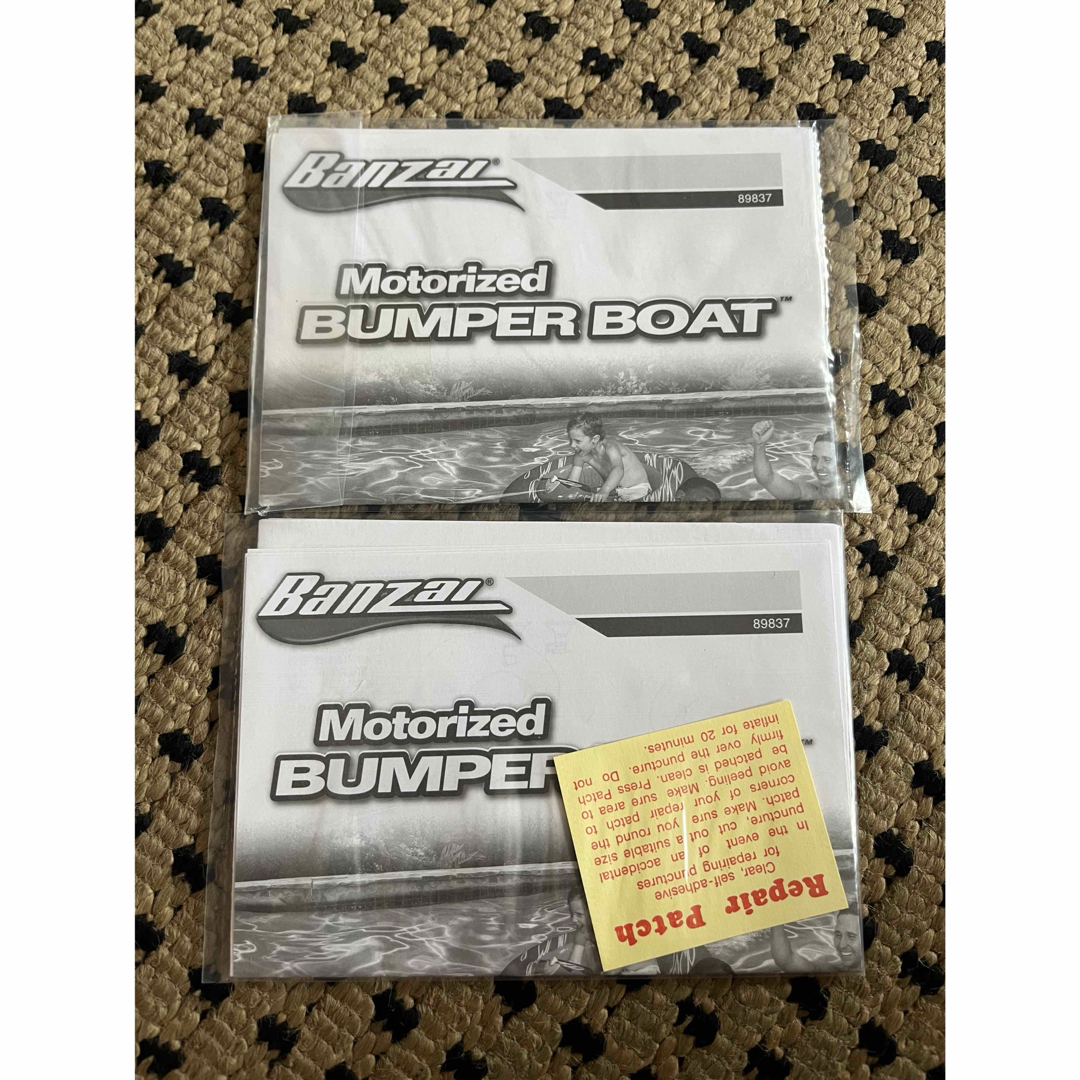 Banzai®
89837
Motorized
BUMPER BOAT™
Banzai®
89837
Motorized
BUMPER
™
Repair Patch
Clear, self-adhesive
for repairing punctures
In the event of an accidental
puncture, cut out a suitable size
patch. Make sure you round the
corners of your repair patch to
avoid peeling. Make sure area to
be patched is clean. Press Patch
firmly over the puncture. Do not
inflate for 20 minutes.